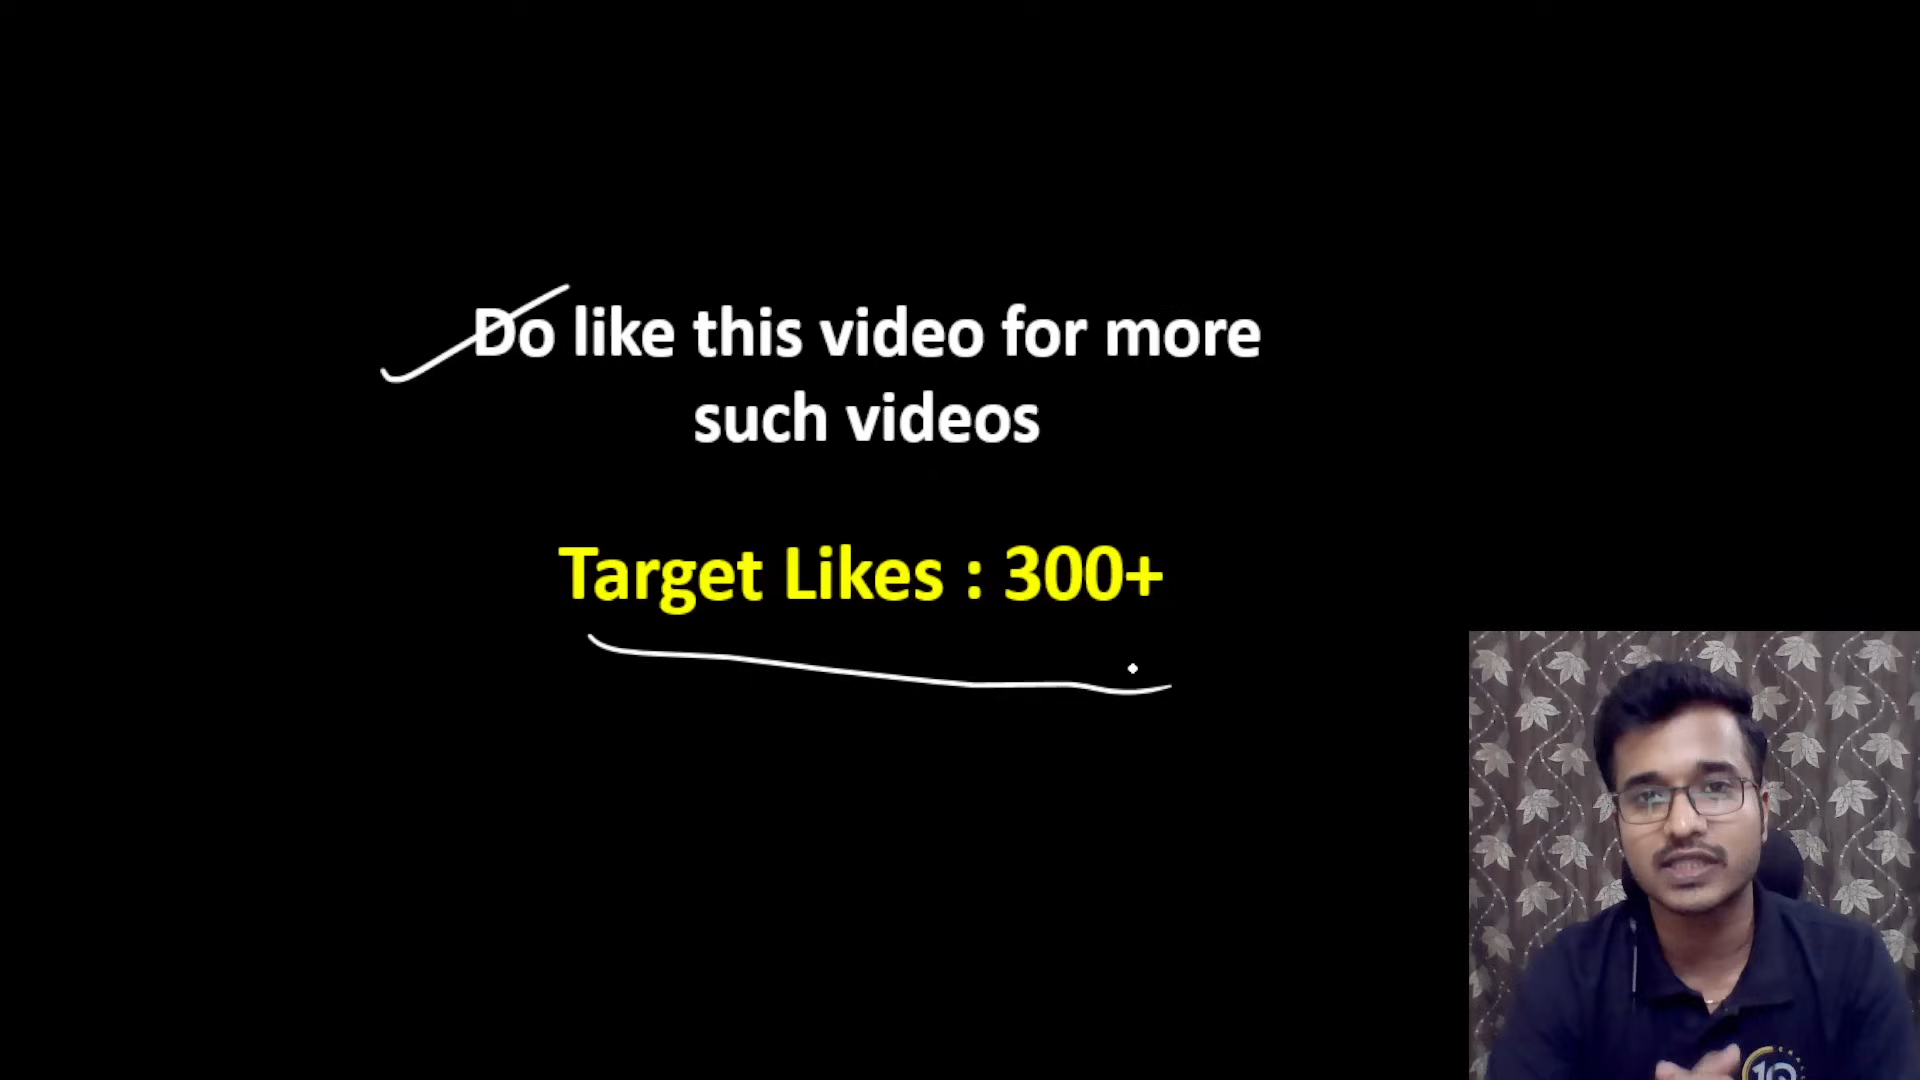 Do like this video for more
such videos
Target Likes : 300+